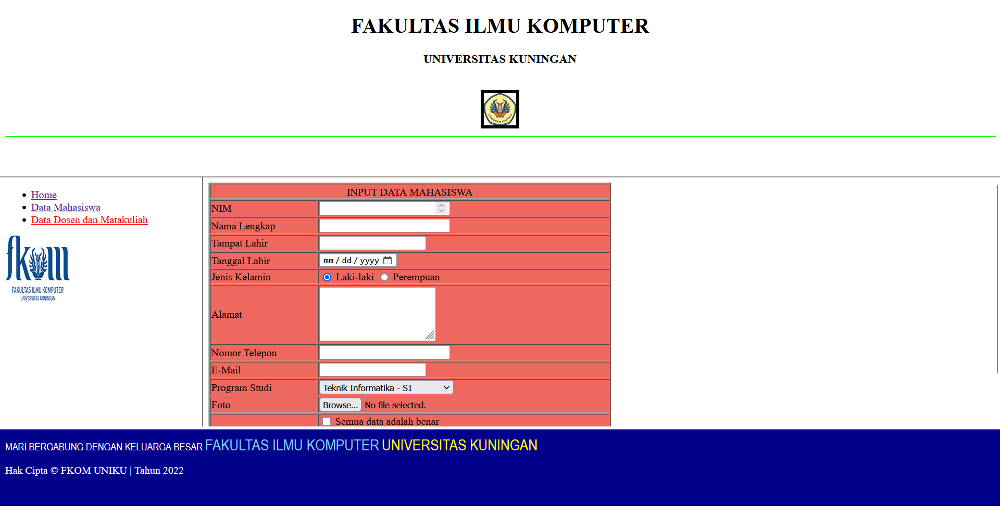 FAKULTAS ILMU KOMPUTER
UNIVERSITAS KUNINGAN
UNIVERSITAS KUNINGAN
Home
Data Mahasiswa
Data Dosen dan Matakuliah
fkom
FAKULTAS ILMU KOMPUTER
UNIVERSITAS KUNINGAN
INPUT DATA MAHASISWA
NIM
Nama Lengkap
Tampat Lahir
Tanggal Lahir mm / dd / yyyy
Jenis Kelamin Laki-laki Perempuan
Alamat
Nomor Telepon
E-Mail
Program Studi Teknik Informatika - S1
Foto Browse... No file selected.
Semua data adalah benar
MARI BERGABUNG DENGAN KELUARGA BESAR FAKULTAS ILMU KOMPUTER UNIVERSITAS KUNINGAN
Hak Cipta © FKOM UNIKU | Tahun 2022